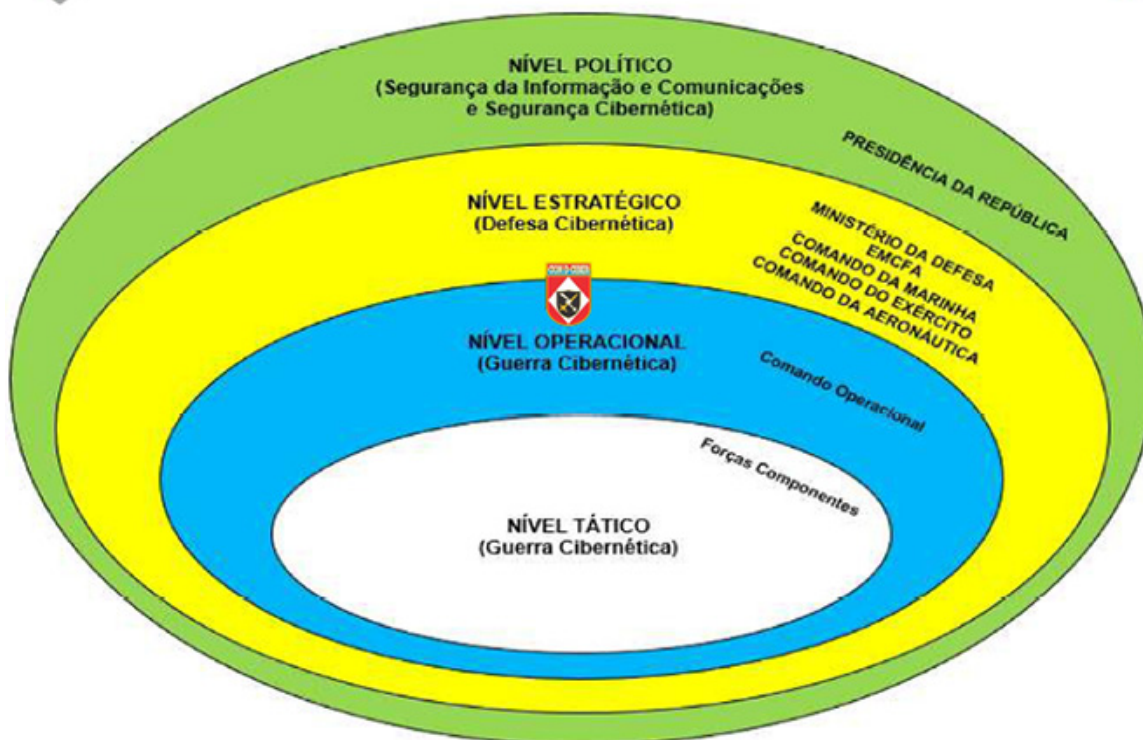 NÍVEL POLÍTICO
(Segurança da Informação e Comunicações
e Segurança Cibernética)
PRESIDÊNCIA DA REPÚBLICA
NÍVEL ESTRATÉGICO
(Defesa Cibernética)
MINISTÉRIO DA DEFESA
EMCFA
COMANDO DA MARINHA
COMANDO DO EXÉRCITO
COMANDO DA AERONÁUTICA
NÍVEL OPERACIONAL
(Guerra Cibernética)
Comando Operacional
Forças Componentes
NÍVEL TÁTICO
(Guerra Cibernética)